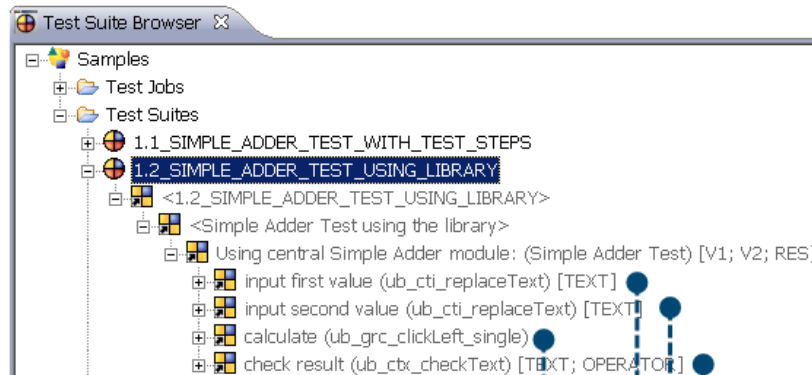 Test Suite Browser
Samples
Test Jobs
Test Suites
1.1_SIMPLE_ADDER_TEST_WITH_TEST_STEPS
1.2_SIMPLE_ADDER_TEST_USING_LIBRARY
<1.2_SIMPLE_ADDER_TEST_USING_LIBRARY>
<Simple Adder Test using the library>
Using central Simple Adder module: (Simple Adder Test) [V1; V2; RES]
input first value (ub_cti_replaceText) [TEXT]
input second value (ub_cti_replaceText) [TEXT]
calculate (ub_grc_clickLeft_single)
check result (ub_ctx_checkText) [TEXT; OPERATOR]